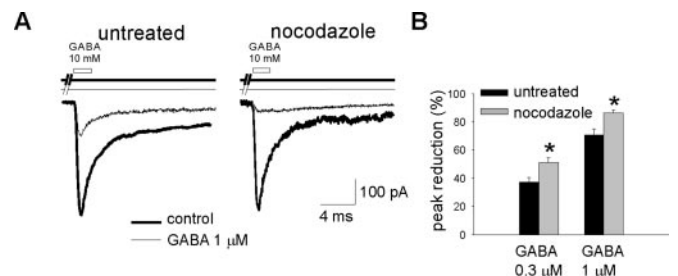 A
untreated
nocodazole
GABA
10 mM
GABA
10 mM
control
GABA 1 μM
100 pA
4 ms
B
untreated
nocodazole
peak reduction (%)
100
80
60
40
20
0
*
*
GABA
0.3 μM
GABA
1 μM